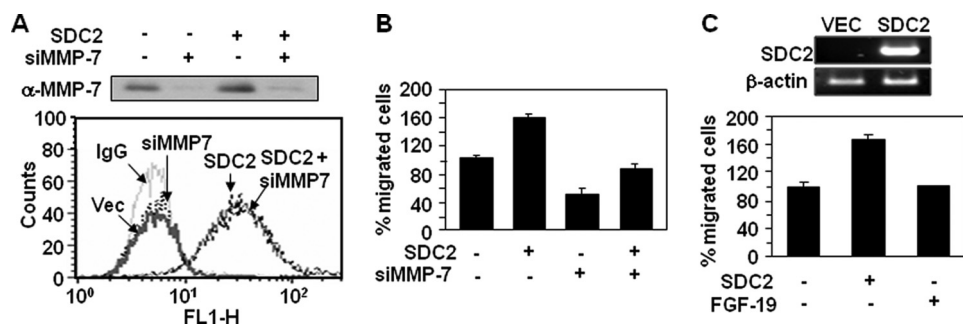 A
SDC2 - - + +
siMMP-7 - + - +
α-MMP-7
Counts
100
80
60
40
20
0
IgG
siMMP7
Vec
SDC2
SDC2 +
siMMP7
10⁰ 10¹ 10²
FL1-H
B
% migrated cells
200
160
120
80
40
0
SDC2 - + - +
siMMP-7 - - + +
C
VEC SDC2
SDC2
β-actin
% migrated cells
200
160
120
80
40
0
SDC2 - + -
FGF-19 - - +